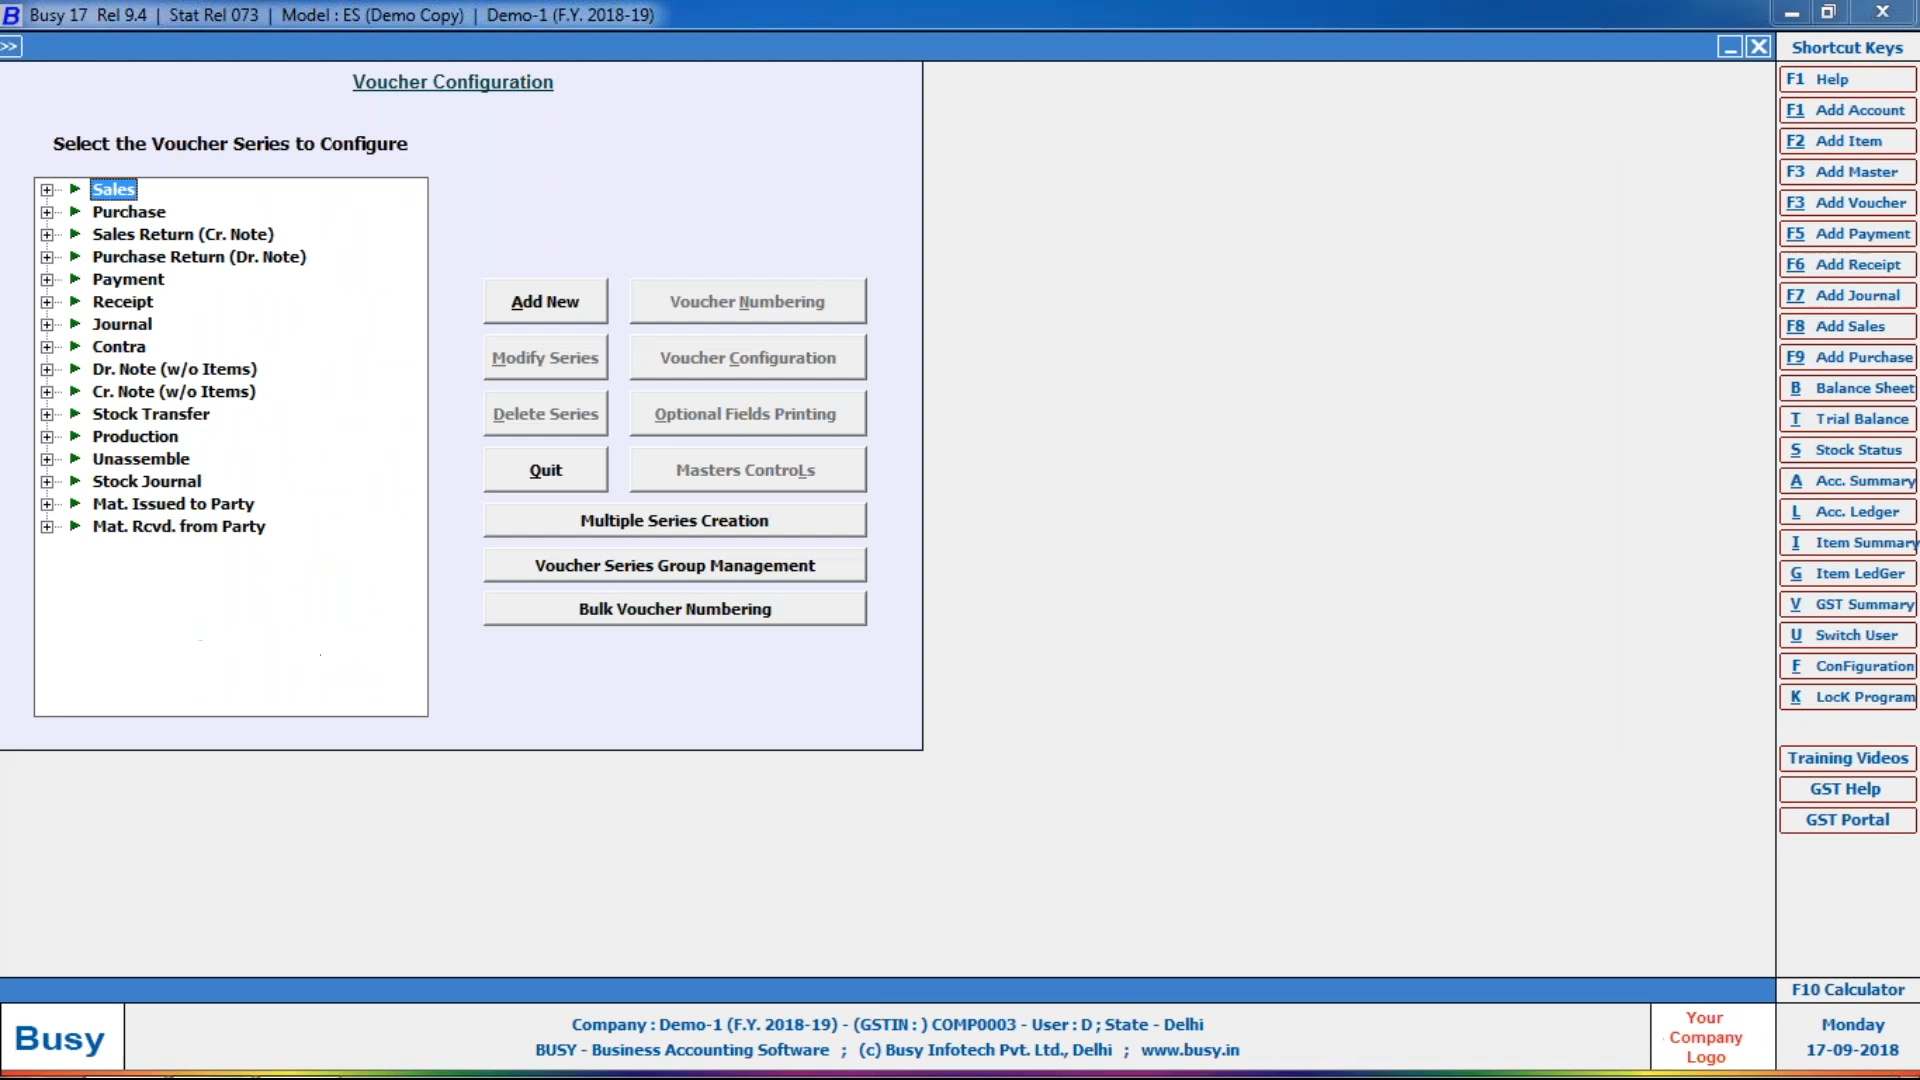 B Busy 17 Rel 9.4 | Stat Rel 073 | Model : ES (Demo Copy) | Demo-1 (F.Y. 2018-19)
>>
Shortcut Keys
Voucher Configuration
Select the Voucher Series to Configure
Sales
Purchase
Sales Return (Cr. Note)
Purchase Return (Dr. Note)
Payment
Receipt
Journal
Contra
Dr. Note (w/o Items)
Cr. Note (w/o Items)
Stock Transfer
Production
Unassemble
Stock Journal
Mat. Issued to Party
Mat. Rcvd. from Party
Add New
Voucher Numbering
Modify Series
Voucher Configuration
Delete Series
Optional Fields Printing
Quit
Masters ControLs
Multiple Series Creation
Voucher Series Group Management
Bulk Voucher Numbering
F1 Help
F1 Add Account
F2 Add Item
F3 Add Master
F3 Add Voucher
F5 Add Payment
F6 Add Receipt
F7 Add Journal
F8 Add Sales
F9 Add Purchase
B Balance Sheet
T Trial Balance
S Stock Status
A Acc. Summary
L Acc. Ledger
I Item Summary
G Item LedGer
V GST Summary
U Switch User
F ConFiguration
K LocK Program
Training Videos
GST Help
GST Portal
F10 Calculator
Busy
Company : Demo-1 (F.Y. 2018-19) - (GSTIN : ) COMP0003 - User : D ; State - Delhi
BUSY - Business Accounting Software ; (c) Busy Infotech Pvt. Ltd., Delhi ; www.busy.in
Your
Company
Logo
Monday
17-09-2018